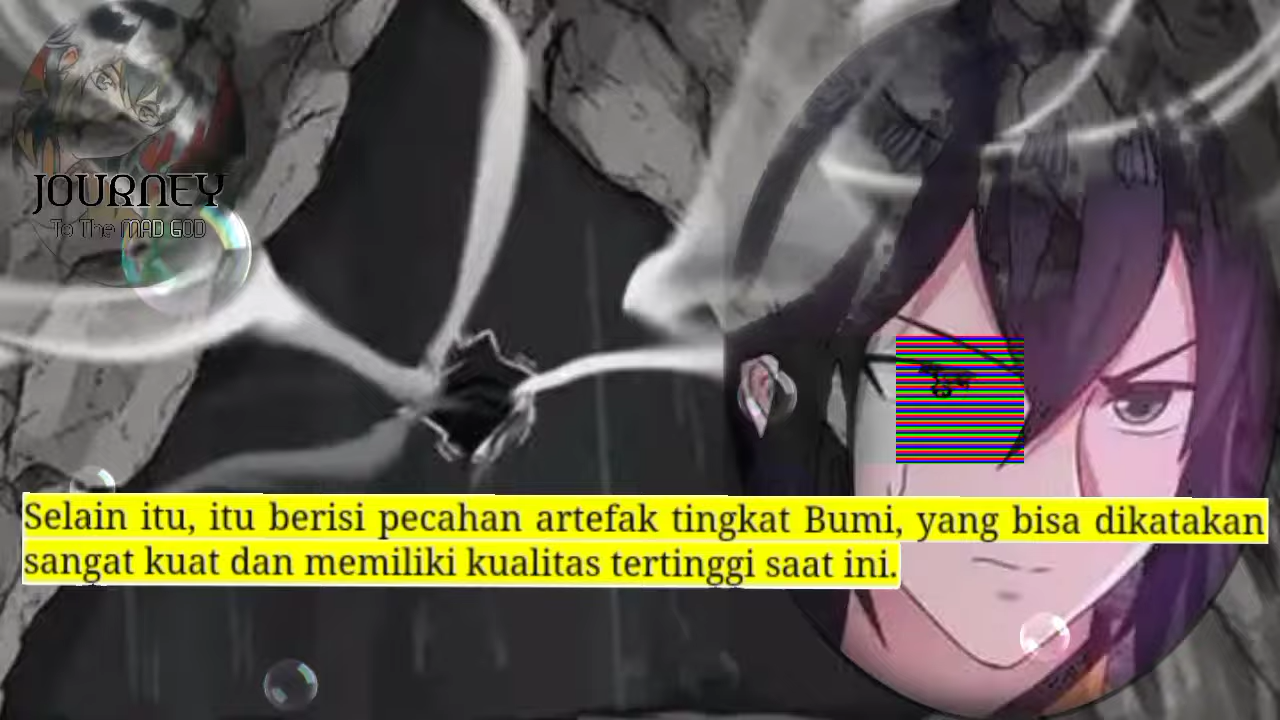 JOURNEY
To The MAD GOD
Selain itu, itu berisi pecahan artefak tingkat Bumi, yang bisa dikatakan
sangat kuat dan memiliki kualitas tertinggi saat ini.